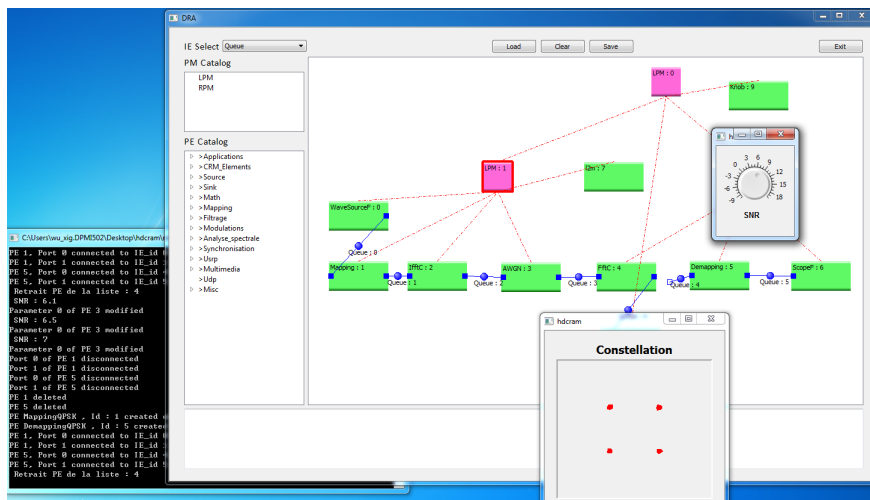 DRA
IE Select Queue
Load
Clear
Save
Exit
PM Catalog
LPM
RPM
PE Catalog
>Applications
>CRM_Elements
>Source
>Sink
>Math
>Mapping
>Filtrage
>Modulations
>Analyse_spectrale
>Synchronisation
>Usrp
>Multimedia
>Udp
>Misc
LPM : 0
Knob : 9
LPM : 1
I2m : 7
WaveSourceF : 0
Queue : 0
Mapping : 1
IfftC : 2
AWGN : 3
FftC : 4
Demapping : 5
ScopeF : 6
Queue : 1
Queue : 2
Queue : 3
Queue : 4
Queue : 5
h
-9
-6
-3
0
3
6
9
12
15
18
SNR
hdcram
Constellation
C:\Users\wu_xig.DPMI502\Desktop\hdcram\
PE 1, Port 0 connected to IE_id
PE 1, Port 1 connected to IE_id
PE 5, Port 0 connected to IE_id
PE 5, Port 1 connected to IE_id
Retrait PE de la liste : 4
SNR : 6.1
Parameter 0 of PE 3 modified
SNR : 6.5
Parameter 0 of PE 3 modified
SNR : 7
Parameter 0 of PE 3 modified
Port 0 of PE 1 disconnected
Port 1 of PE 1 disconnected
Port 0 of PE 5 disconnected
Port 1 of PE 5 disconnected
PE 1 deleted
PE 5 deleted
PE MappingQPSK , Id : 1 created
PE DemappingQPSK , Id : 5 created
PE 1, Port 0 connected to IE_id
PE 1, Port 1 connected to IE_id
PE 5, Port 0 connected to IE_id
PE 5, Port 1 connected to IE_id
Retrait PE de la liste : 4